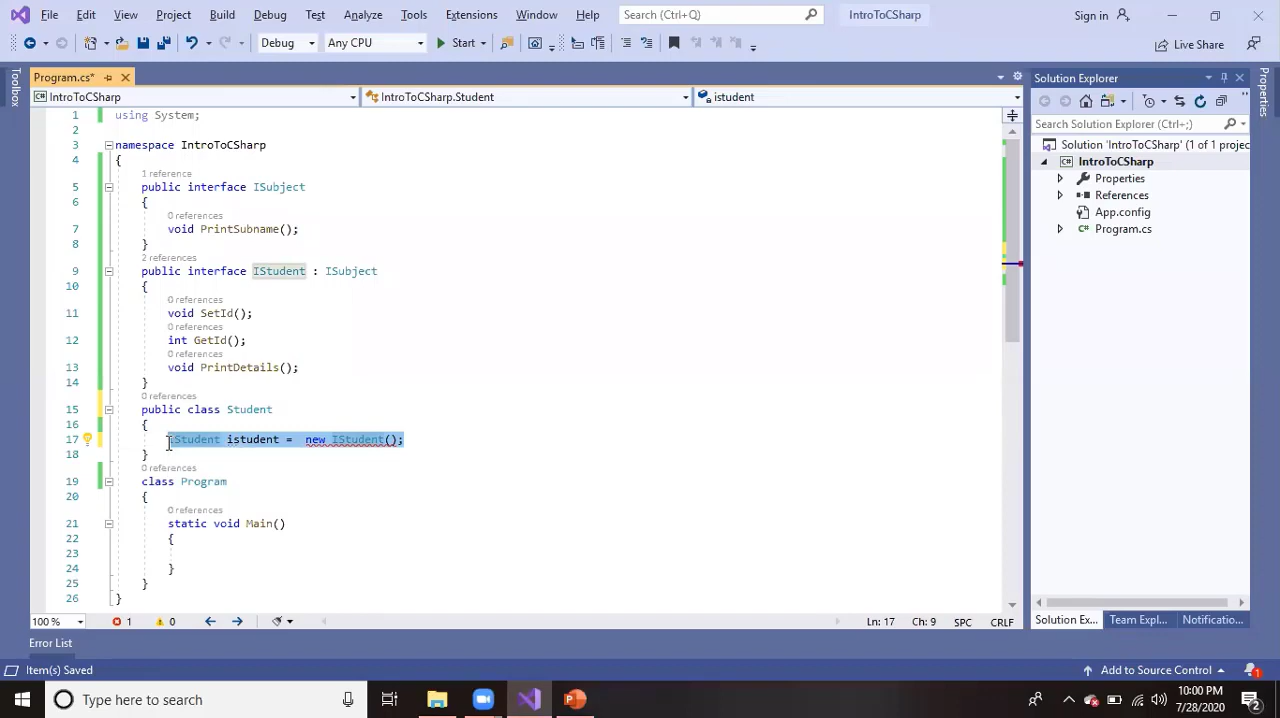 File Edit View Project Build Debug Test Analyze Tools Extensions Window Help Search (Ctrl+Q) IntroToCSharp Sign in
Debug Any CPU Start Live Share
Toolbox
Program.cs* Solution Explorer Properties
IntroToCSharp IntroToCSharp.Student istudent
Search Solution Explorer (Ctrl+;)
1 using System;
2
3 namespace IntroToCSharp
4 {
1 reference
5 public interface ISubject
6 {
0 references
7 void PrintSubname();
8 }
2 references
9 public interface IStudent : ISubject
10 {
0 references
11 void SetId();
0 references
12 int GetId();
0 references
13 void PrintDetails();
14 }
0 references
15 public class Student
16 {
17 IStudent istudent = new IStudent();
18 }
0 references
19 class Program
20 {
0 references
21 static void Main()
22 {
23
24 }
25 }
26 }
Solution 'IntroToCSharp' (1 of 1 projec
IntroToCSharp
Properties
References
App.config
Program.cs
100 % 1 0 Ln: 17 Ch: 9 SPC CRLF
Solution Ex... Team Expl... Notificatio...
Error List
Item(s) Saved Add to Source Control 1
Type here to search
10:00 PM
7/28/2020
2